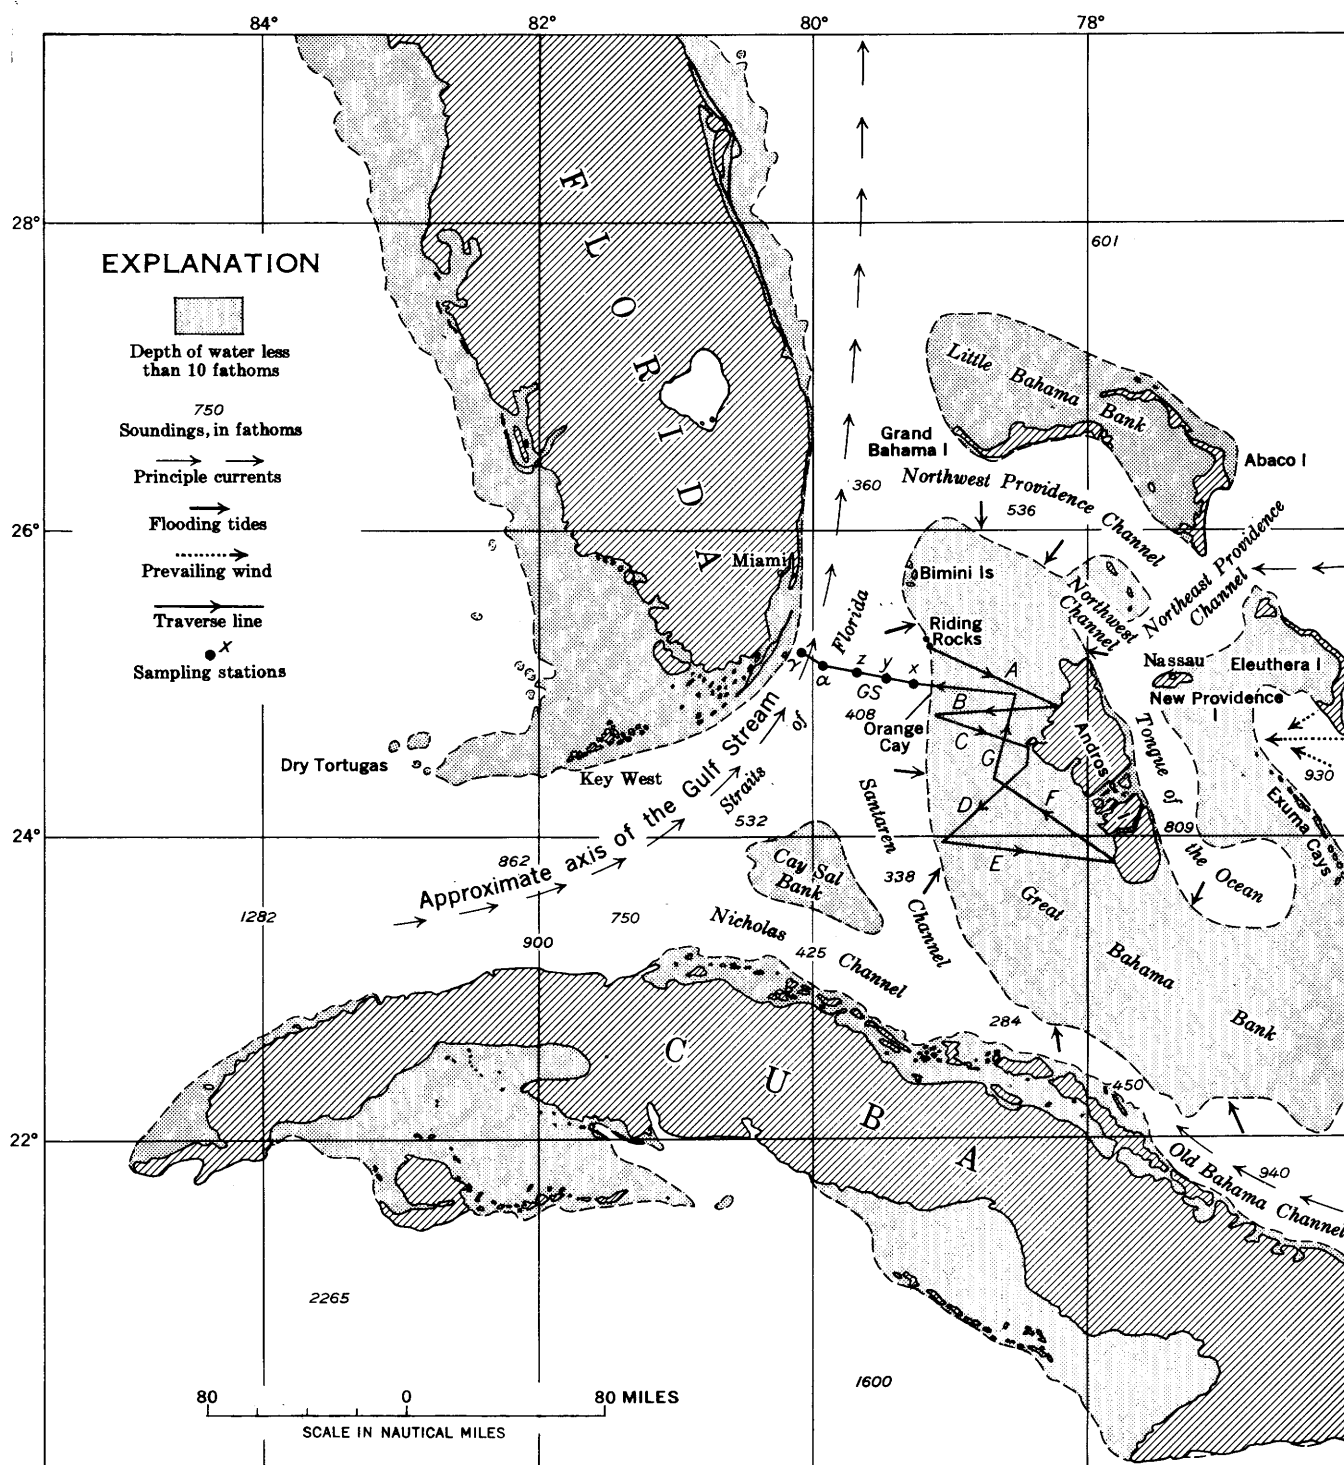 84° 82° 80° 78°
28°
26°
24°
22°
EXPLANATION
Depth of water less
than 10 fathoms
750
Soundings, in fathoms
Principle currents
Flooding tides
Prevailing wind
Traverse line
x
Sampling stations
FLORIDA
Miami
601
Little Bahama Bank
Grand
Bahama I
Abaco I
Northwest Providence Channel
360
536
Bimini Is
Northwest
Channel
Northeast Providence
Channel
Riding
Rocks
Nassau
New Providence
I
Eleuthera I
Straits of Florida
γ α z y x
GS
408
Orange
Cay
A
B
C
G
D
F
E
Andros I
Tongue of the Ocean
809
930
Exuma Cays
Dry Tortugas
Key West
Approximate axis of the Gulf Stream
532
862
1282
750
900
Cay Sal
Bank
Santaren Channel
338
Nicholas Channel
425
Great Bahama Bank
284
450
Old Bahama Channel
940
CUBA
2265
1600
80 0 80 MILES
SCALE IN NAUTICAL MILES